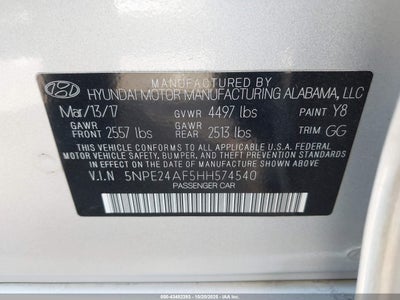 MANUFACTURED BY
HYUNDAI MOTOR MANUFACTURING ALABAMA, LLC
Mar/13/17 GVWR 4497 lbs PAINT Y8
GAWR GAWR
FRONT 2557 lbs REAR 2513 lbs TRIM GG
THIS VEHICLE CONFORMS TO ALL APPLICABLE U.S.A. FEDERAL
MOTOR VEHICLE SAFETY, BUMPER, AND THEFT PREVENTION STANDARDS
IN EFFECT ON THE DATE OF MANUFACTURE SHOWN ABOVE.
V.I.N 5NPE24AF5HH574540
PASSENGER CAR